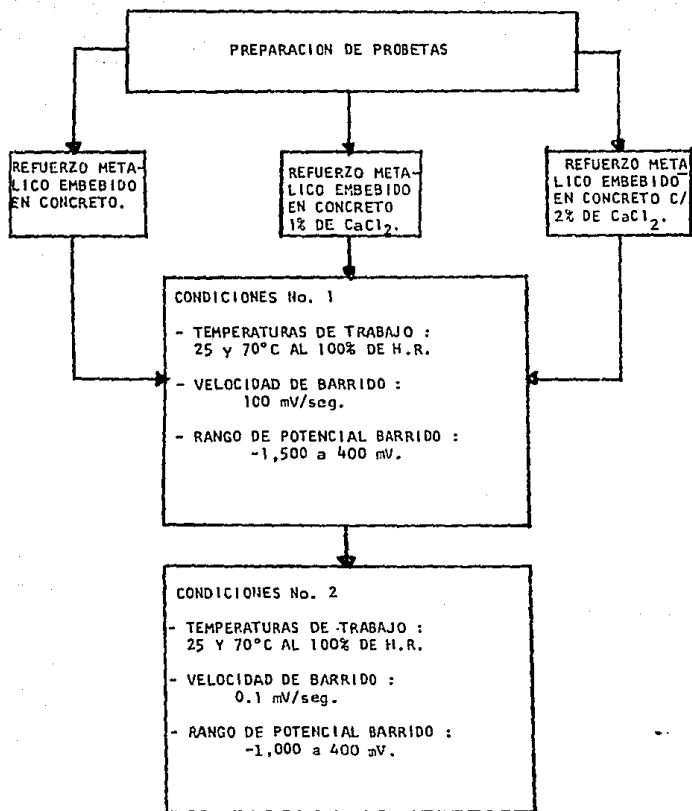 PREPARACION DE PROBETAS
REFUERZO META-
LICO EMBEBIDO
EN CONCRETO.
REFUERZO META-
LICO EMBEBIDO
EN CONCRETO
1% DE CaCl₂.
REFUERZO META
LICO EMBEBIDO
EN CONCRETO C/
2% DE CaCl₂
CONDICIONES No. 1
- TEMPERATURAS DE TRABAJO :
25 y 70°C AL 100% DE H.R.
- VELOCIDAD DE BARRIDO :
100 mV/seg.
- RANGO DE POTENCIAL BARRIDO :
-1,500 a 400 mV.
CONDICIONES No. 2
- TEMPERATURAS DE TRABAJO :
25 Y 70°C AL 100% DE H.R.
- VELOCIDAD DE BARRIDO :
0.1 mV/seg.
- RANGO DE POTENCIAL BARRIDO :
-1,000 a 400 mV.